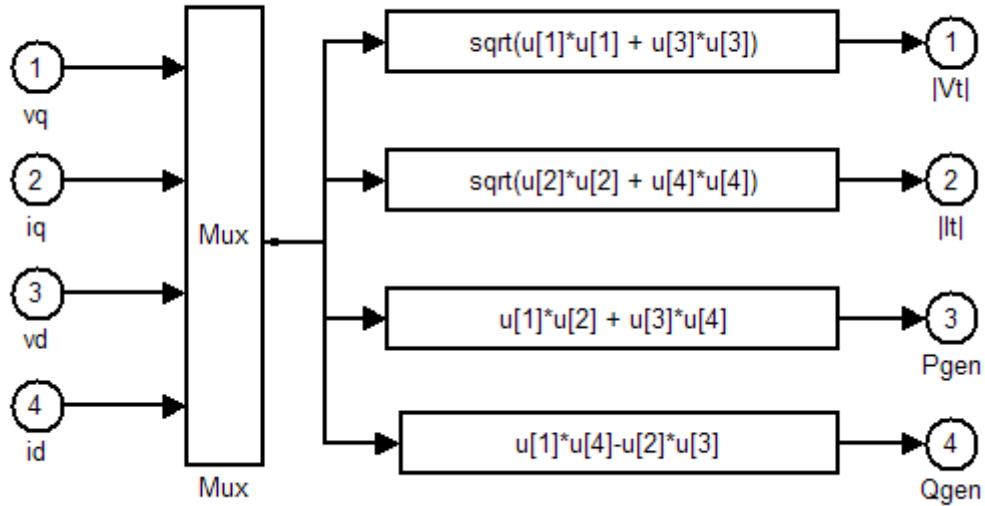 1
vq
2
iq
3
vd
4
id
Mux
Mux
sqrt(u[1]*u[1] + u[3]*u[3])
1
|Vt|
sqrt(u[2]*u[2] + u[4]*u[4])
2
|It|
u[1]*u[2] + u[3]*u[4]
3
Pgen
u[1]*u[4]-u[2]*u[3]
4
Qgen